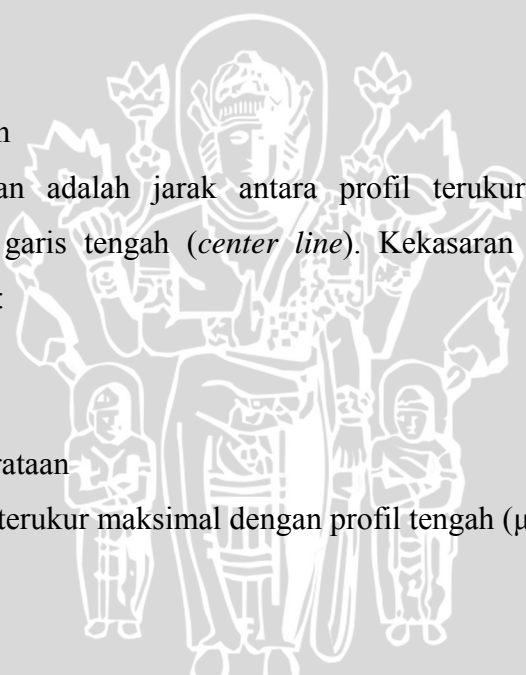 n
an adalah jarak antara profil terukur
garis tengah (center line). Kekasaran
:
rataan
terukur maksimal dengan profil tengah (μ